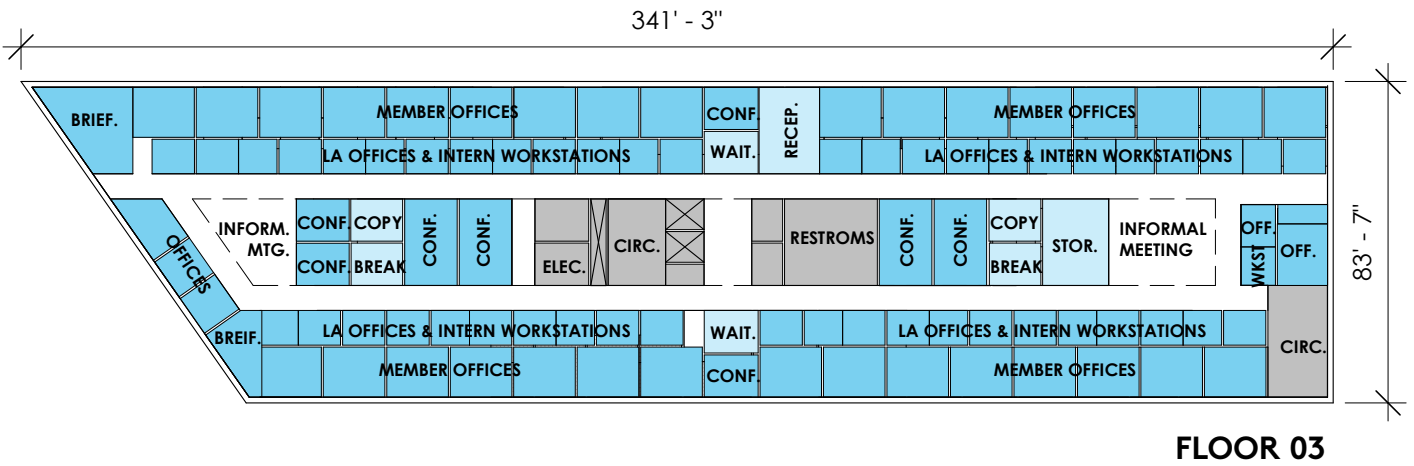 341' - 3"
BRIEF.
MEMBER OFFICES
CONF.
RECEP.
MEMBER OFFICES
LA OFFICES & INTERN WORKSTATIONS
WAIT.
LA OFFICES & INTERN WORKSTATIONS
INFORM.
MTG.
CONF.
COPY
CONF.
CONF.
CONF.
BREAK
ELEC.
CIRC.
RESTROMS
CONF.
CONF.
COPY
BREAK
STOR.
INFORMAL
MEETING
OFF.
WKST
OFF.
83' - 7"
OFFICES
BREIF.
LA OFFICES & INTERN WORKSTATIONS
WAIT.
LA OFFICES & INTERN WORKSTATIONS
CIRC.
MEMBER OFFICES
CONF.
MEMBER OFFICES
FLOOR 03